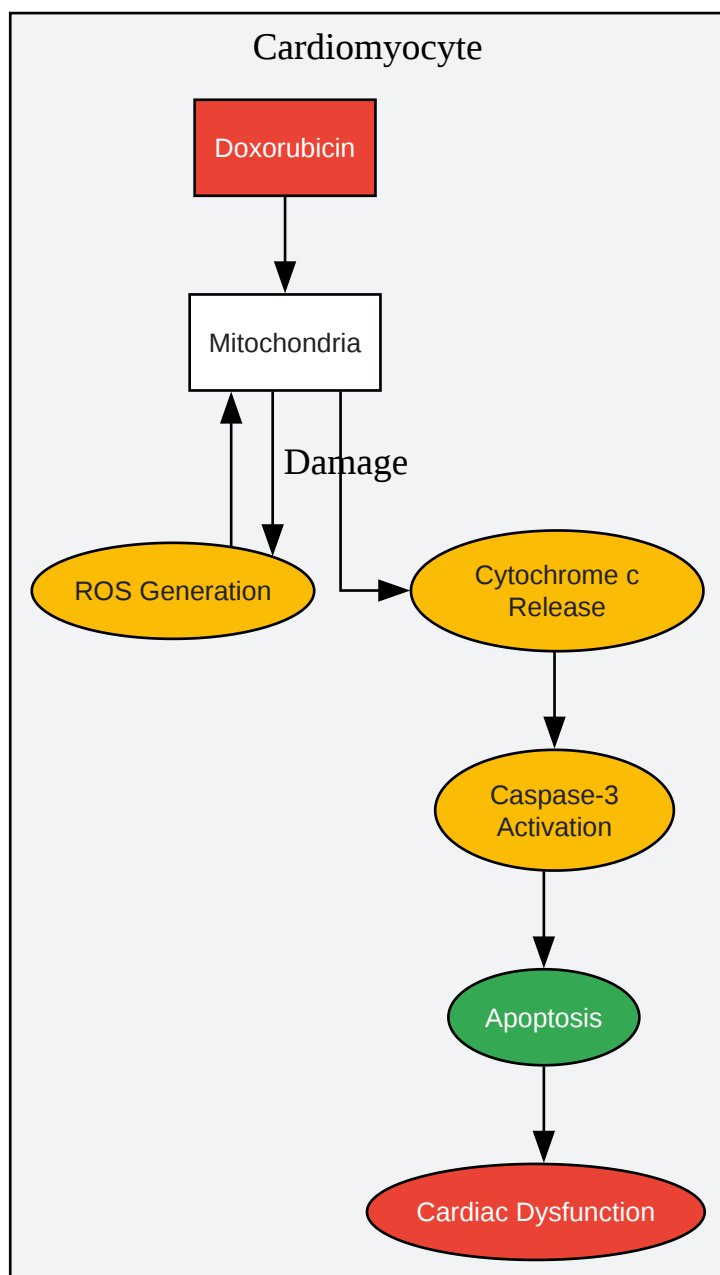 Cardiomyocyte
Doxorubicin
Mitochondria
Damage
ROS Generation
Cytochrome c
Release
Caspase-3
Activation
Apoptosis
Cardiac Dysfunction